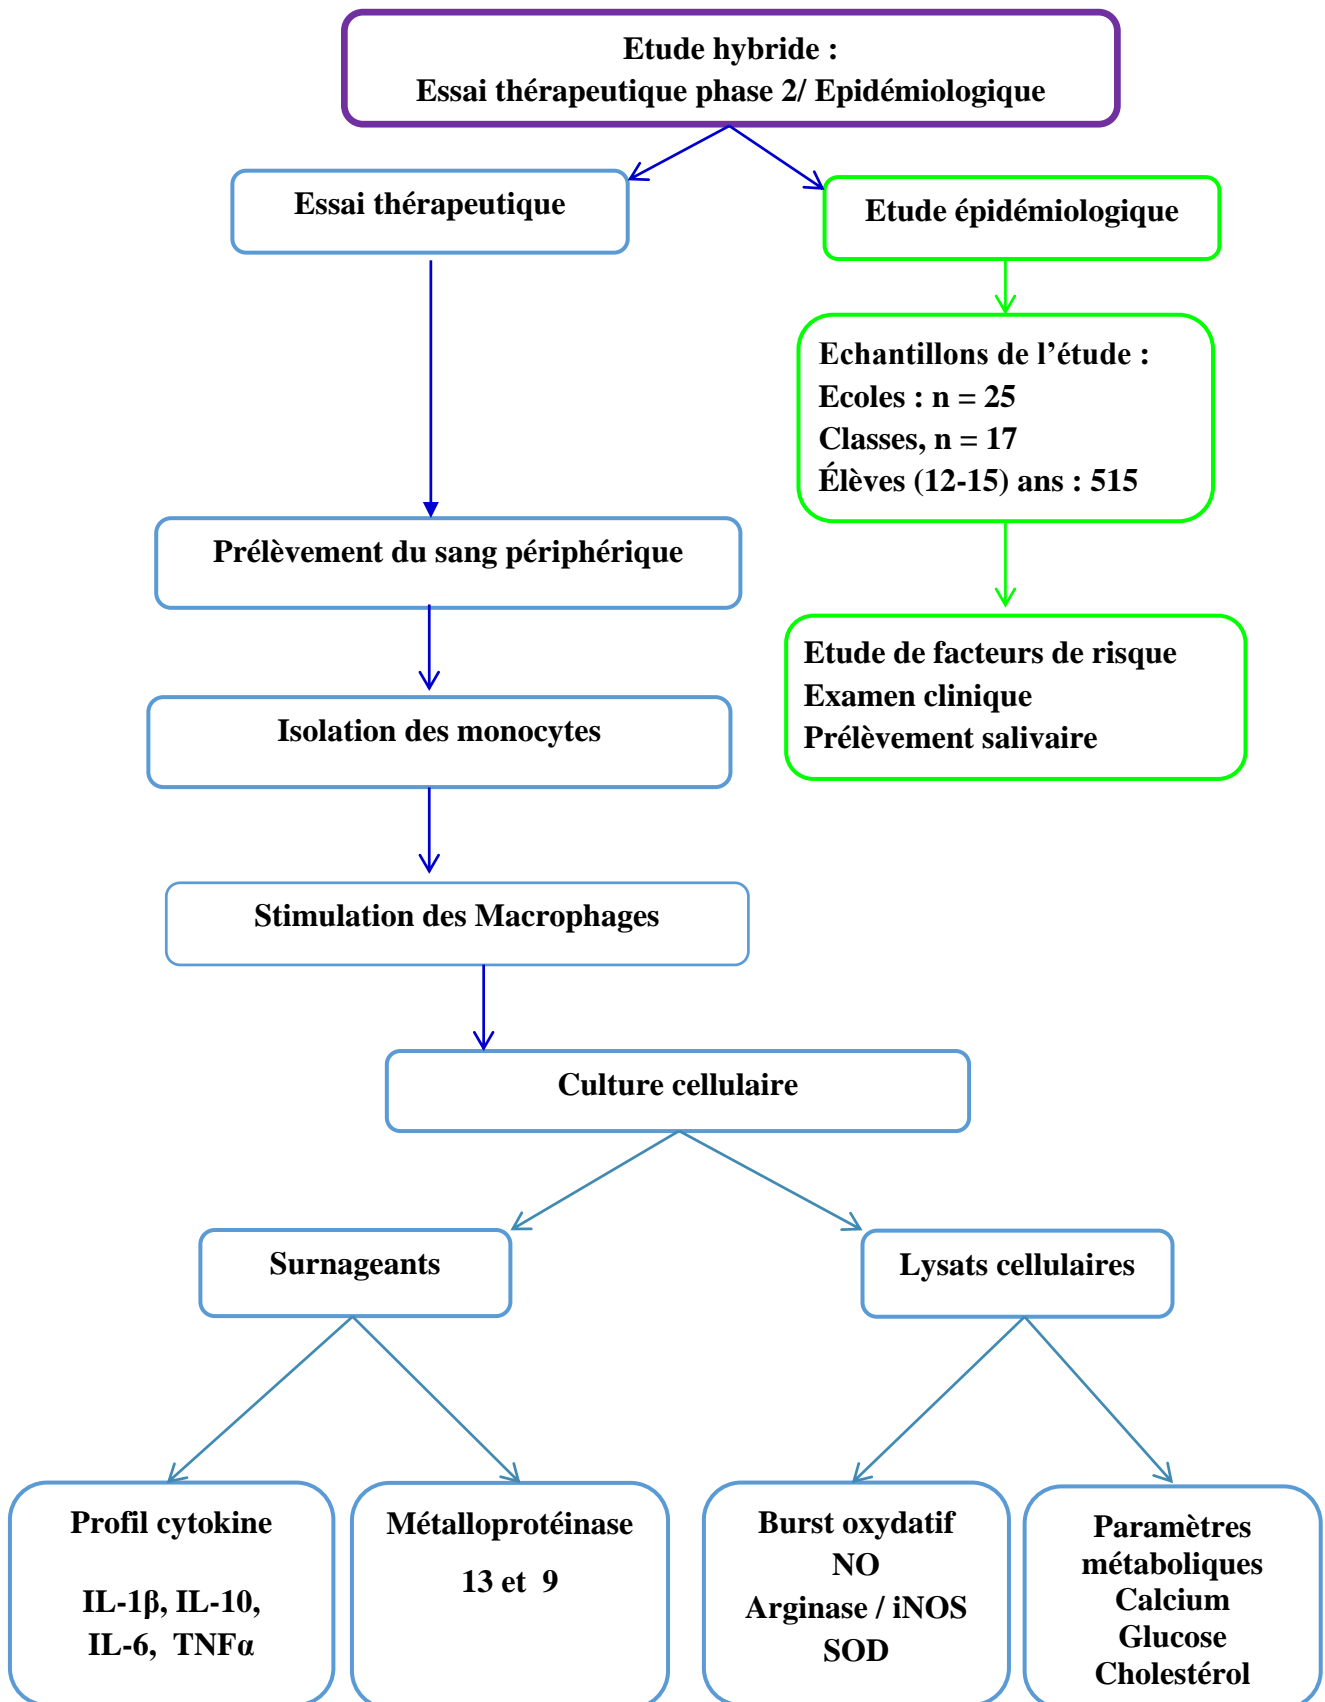 Etude hybride :
Essai thérapeutique phase 2/ Epidémiologique
Essai thérapeutique
Etude épidémiologique
Echantillons de l’étude :
Ecoles : n = 25
Classes, n = 17
Élèves (12-15) ans : 515
Prélèvement du sang périphérique
Etude de facteurs de risque
Examen clinique
Prélèvement salivaire
Isolation des monocytes
Stimulation des Macrophages
Culture cellulaire
Surnageants
Lysats cellulaires
Profil cytokine
IL-1β, IL-10,
IL-6, TNFα
Métalloprotéinase
13 et 9
Burst oxydatif
NO
Arginase / iNOS
SOD
Paramètres
métaboliques
Calcium
Glucose
Cholestérol